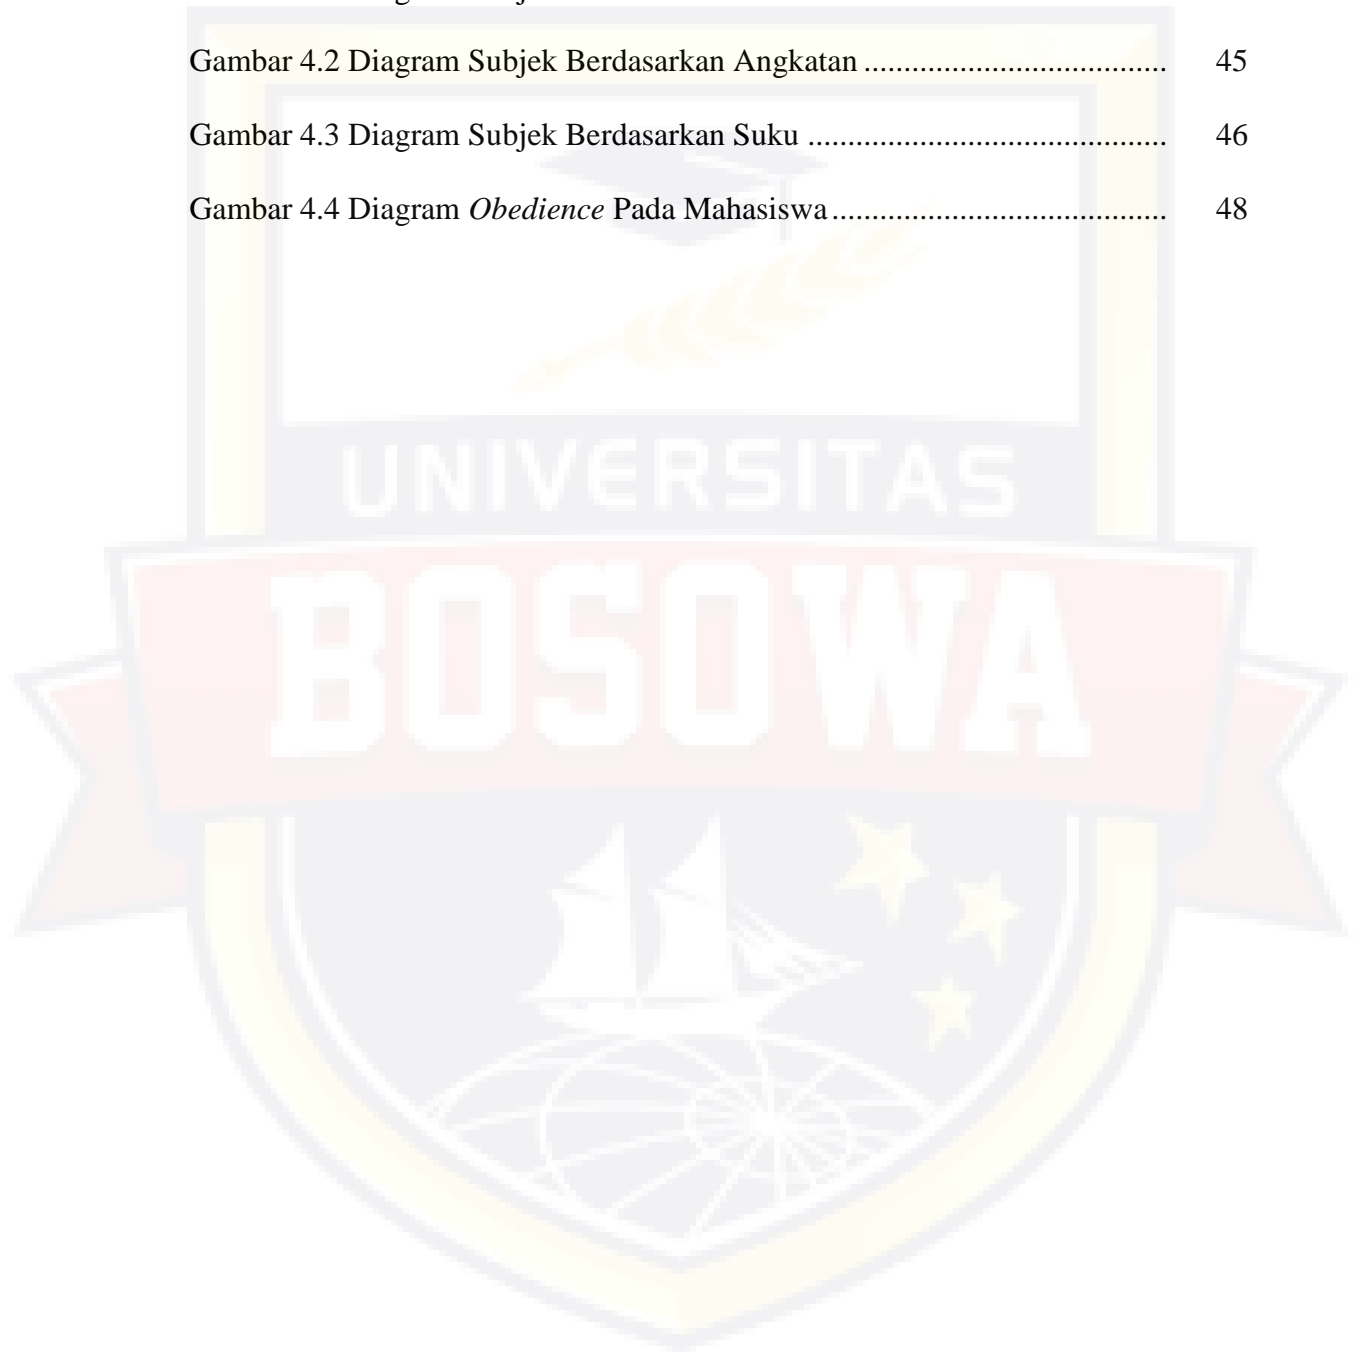 Gambar 4.2 Diagram Subjek Berdasarkan Angkatan ...................................... 45
Gambar 4.3 Diagram Subjek Berdasarkan Suku ............................................. 46
Gambar 4.4 Diagram Obedience Pada Mahasiswa .......................................... 48
UNIVERSITAS
BOSOWA